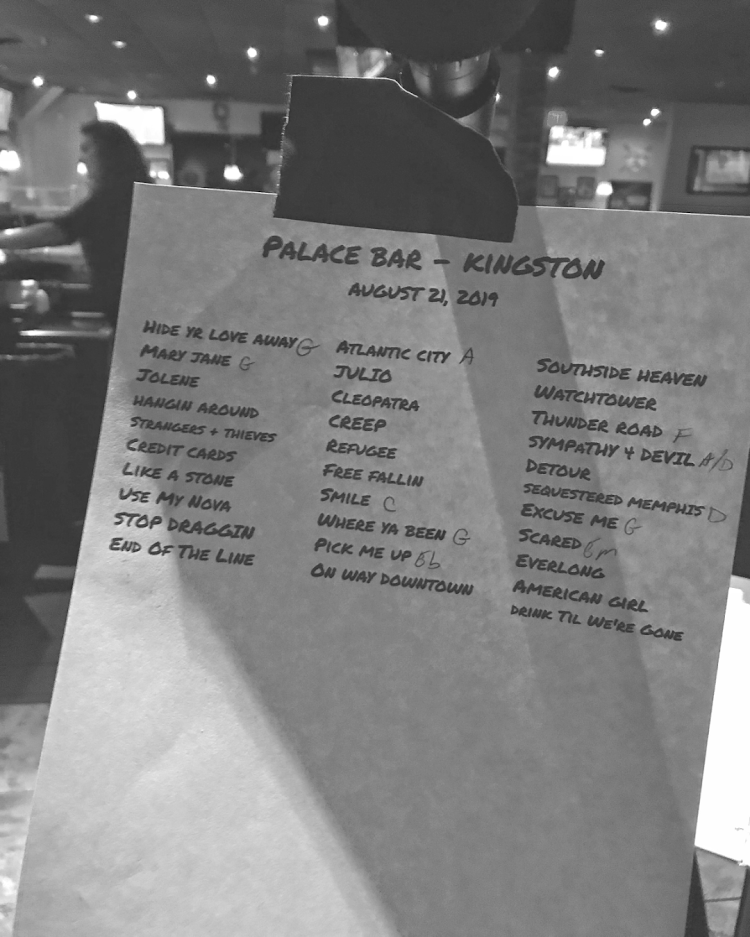 PALACE BAR - KINGSTON
AUGUST 21, 2019
HIDE YR LOVE AWAY G
MARY JANE G
JOLENE
HANGIN AROUND
STRANGERS + THIEVES
CREDIT CARDS
LIKE A STONE
USE MY NOVA
STOP DRAGGIN
END OF THE LINE
ATLANTIC CITY A
JULIO
CLEOPATRA
CREEP
REFUGEE
FREE FALLIN
SMILE C
WHERE YA BEEN G
PICK ME UP Bb
ON WAY DOWNTOWN
SOUTHSIDE HEAVEN
WATCHTOWER
THUNDER ROAD F
SYMPATHY 4 DEVIL A/D
DETOUR
SEQUESTERED MEMPHIS D
EXCUSE ME G
SCARED Em
EVERLONG
AMERICAN GIRL
DRINK TIL WE'RE GONE